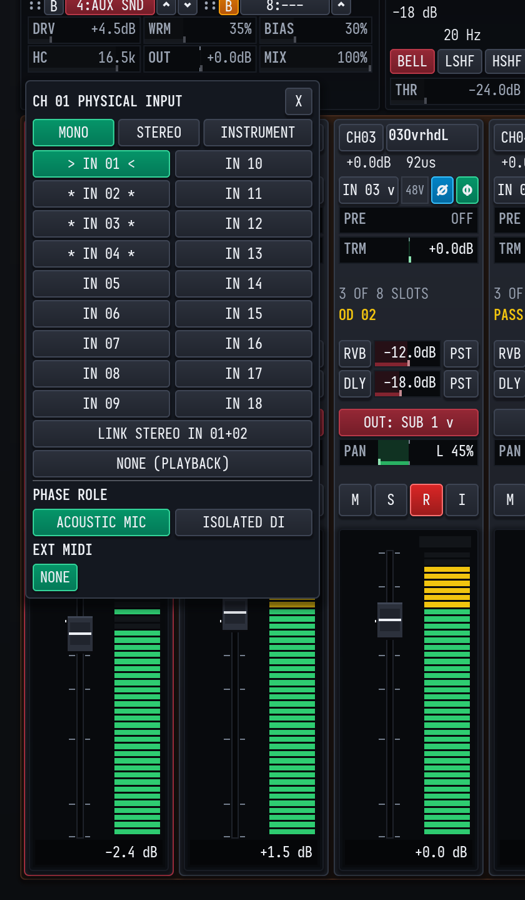 B 4:AUX SND B 8:---
DRV +4.5dB WRM 35% BIAS 30%
HC 16.5k OUT +0.0dB MIX 100%
-18 dB
20 Hz
BELL LSHF HSHF
THR -24.0dB
CH 01 PHYSICAL INPUT X
MONO STEREO INSTRUMENT
> IN 01 < IN 10
* IN 02 * IN 11
* IN 03 * IN 12
* IN 04 * IN 13
IN 05 IN 14
IN 06 IN 15
IN 07 IN 16
IN 08 IN 17
IN 09 IN 18
LINK STEREO IN 01+02
NONE (PLAYBACK)
PHASE ROLE
ACOUSTIC MIC ISOLATED DI
EXT MIDI
NONE
-2.4 dB
+1.5 dB
CH03 03OvrhdL
+0.0dB 92us
IN 03 v 48V Ø Φ
PRE OFF
TRM +0.0dB
3 OF 8 SLOTS
OD 02
RVB -12.0dB PST
DLY -18.0dB PST
OUT: SUB 1 v
PAN L 45%
M S R I
+0.0 dB
PRE
TRM
PASS
RVB
DLY
PAN
M